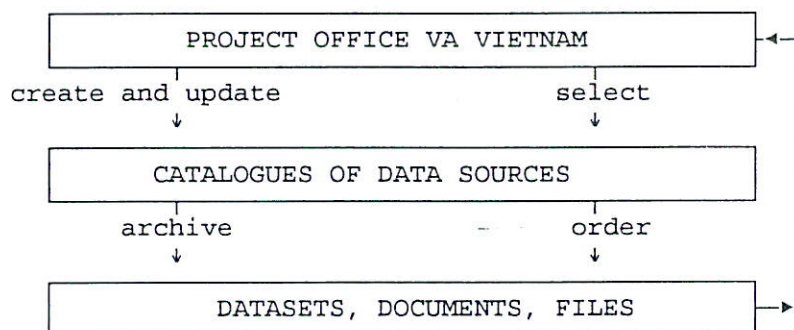 PROJECT OFFICE VA VIETNAM
create and update select
CATALOGUES OF DATA SOURCES
archive order
DATASETS, DOCUMENTS, FILES